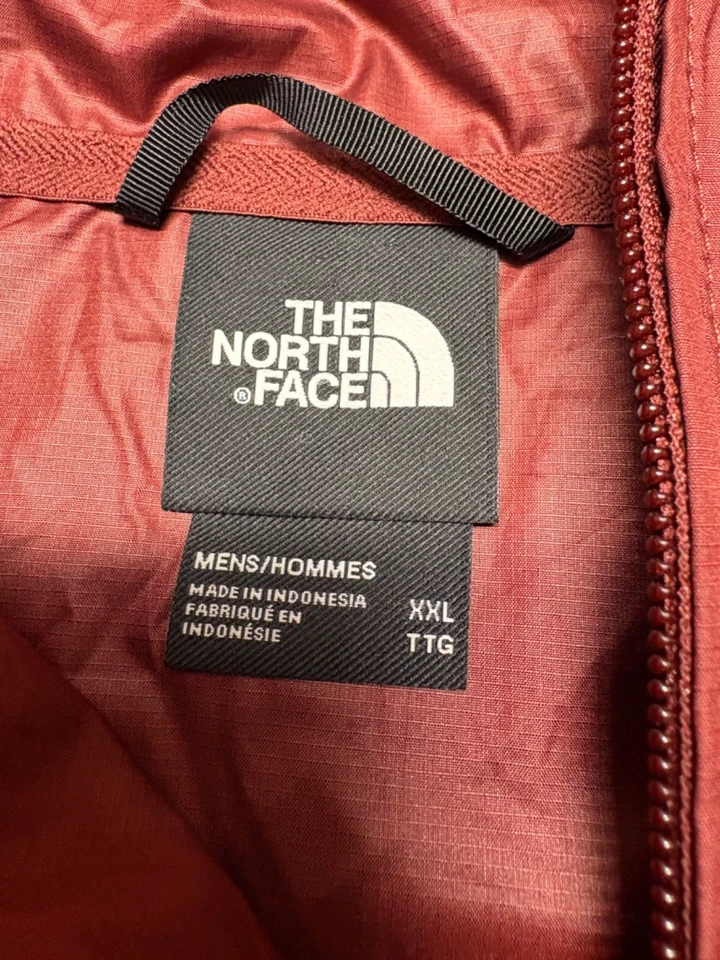 THE
NORTH
® FACE
MENS/HOMMES
MADE IN INDONESIA
FABRIQUÉ EN
INDONÉSIE
XXL
TTG